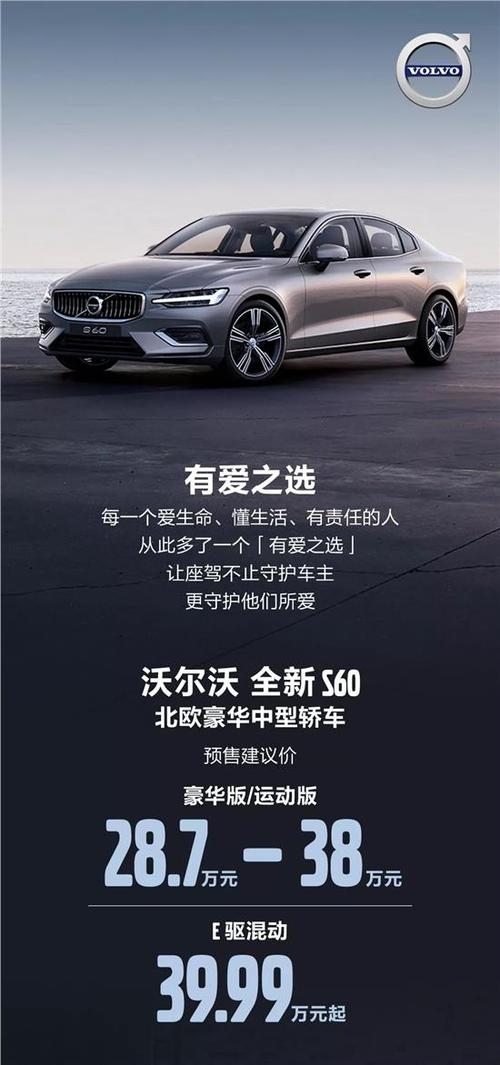 VOLVO
S60
有爱之选
每一个爱生命、懂生活、有责任的人
从此多了一个「有爱之选」
让座驾不止守护车主
更守护他们所爱
沃尔沃 全新 S60
北欧豪华中型轿车
预售建议价
豪华版/运动版
28.7万元 – 38万元
E 驱混动
39.99万元起